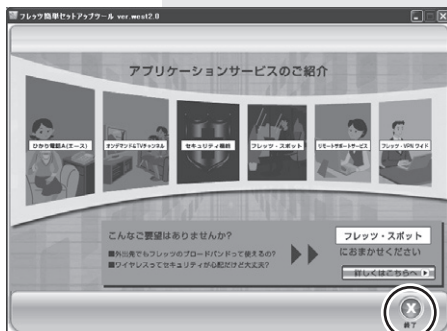 フレッツ簡単セットアップツール ver.west2.0
アプリケーションサービスのご紹介
ひかり電話A(エース)
オンデマンドTVチャンネル
セキュリティ機能
フレッツ・スポット
リモートサポートサービス
フレッツ・VPN ワイド
こんなご要望はありませんか?
■外出先でもフレッツのブロードバンドって使えるの?
■ワイヤレスってセキュリティが心配だけど大丈夫?
フレッツ・スポット
におまかせください
詳しくはこちらへ
終了